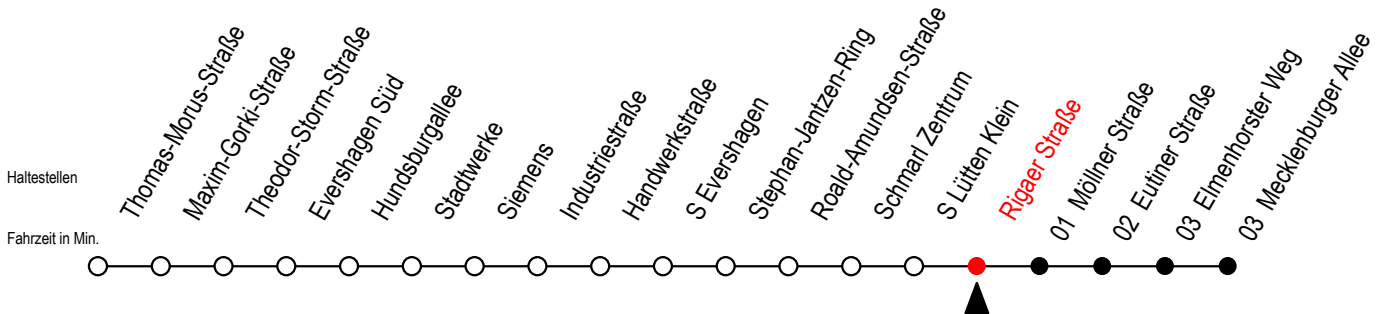 Haltestellen
Fahrzeit in Min.
Thomas-Morus-Straße
Maxim-Gorki-Straße
Theodor-Storm-Straße
Evershagen Süd
Hundsburgallee
Stadtwerke
Siemens
Industriestraße
Handwerkstraße
S Evershagen
Stephan-Jantzen-Ring
Roald-Amundsen-Straße
Schmarl Zentrum
S Lütten Klein
Rigaer Straße
01 Möllner Straße
02 Eutiner Straße
03 Elmenhorster Weg
03 Mecklenburger Allee